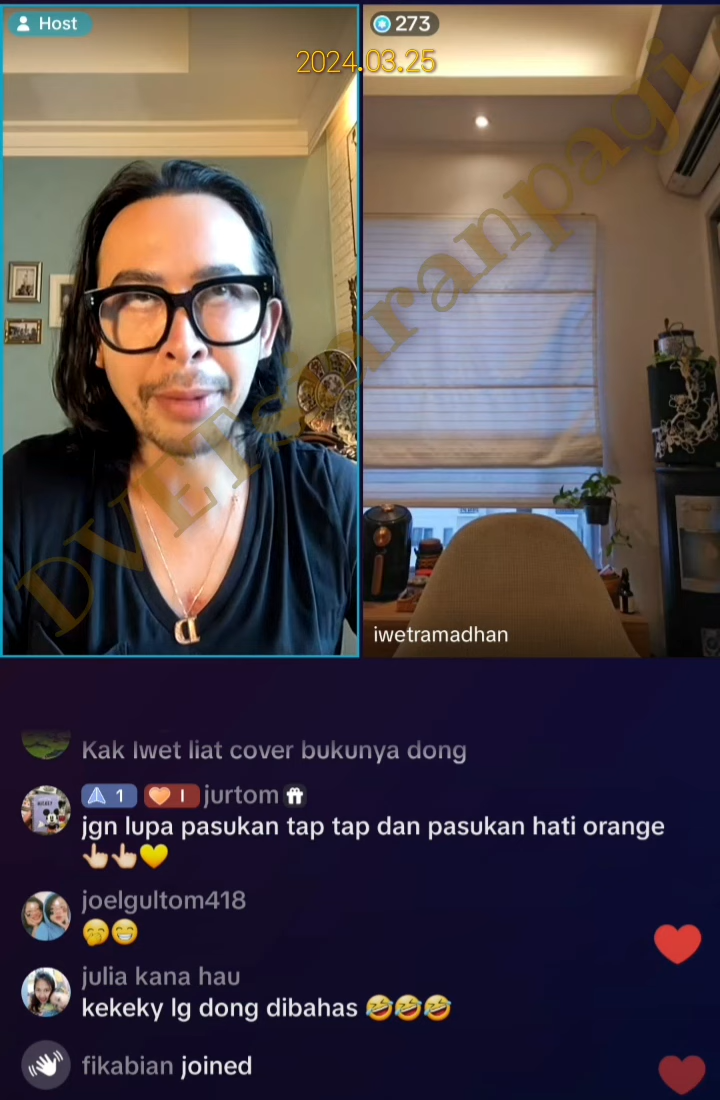 Host
273
2024.03.25
DVETsaranpagi
iwetramadhan
Kak Iwet liat cover bukunya dong
1 I jurtom
jgn lupa pasukan tap tap dan pasukan hati orange
👆🏻👆🏻💛
joelgultom418
🤭😁
julia kana hau
kekeky lg dong dibahas 🤣🤣🤣
fikabian joined